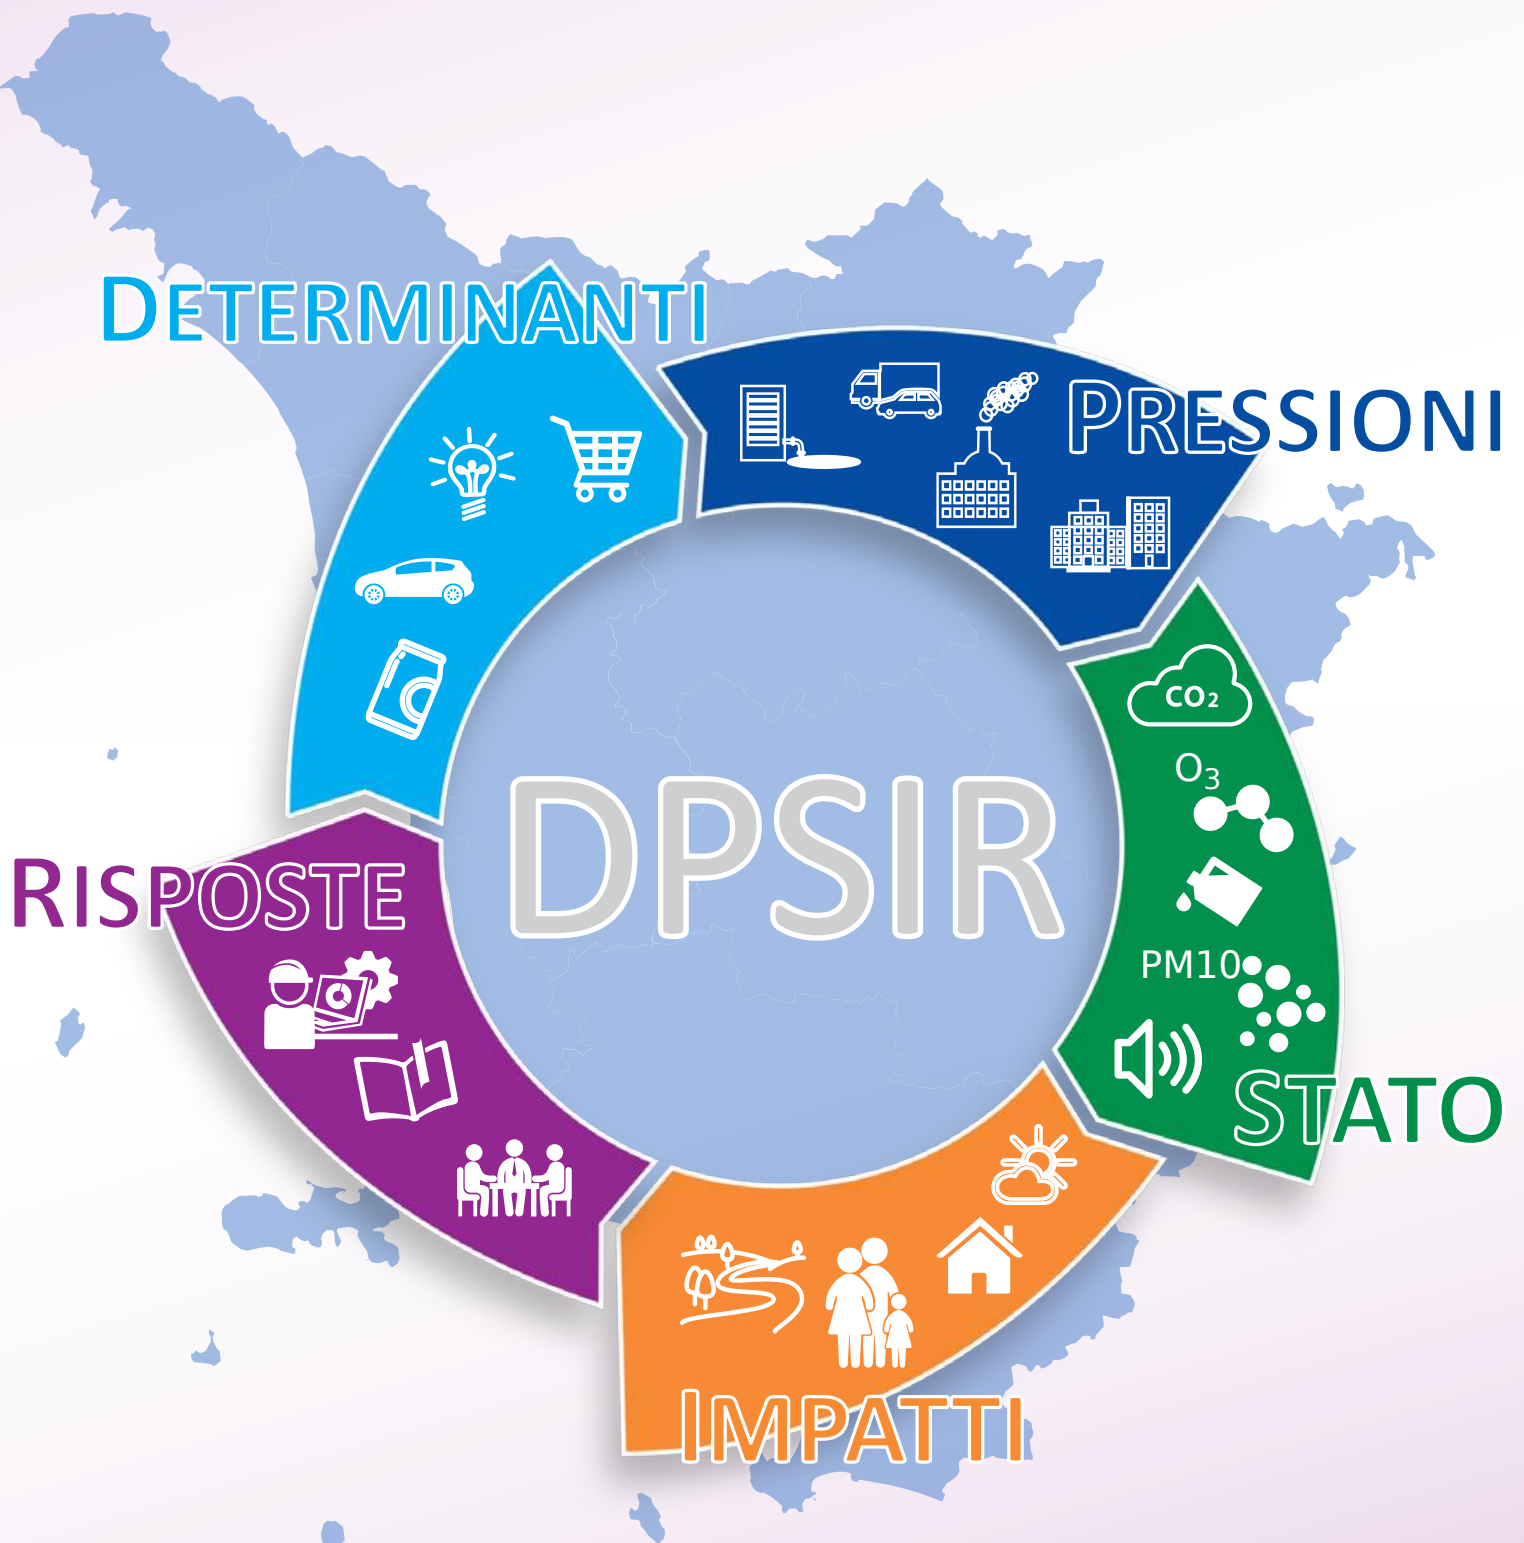 DETERMINANTI
PRESSIONI
CO₂
O₃
DPSIR
RISPOSTE
PM10
STATO
IMPATTI